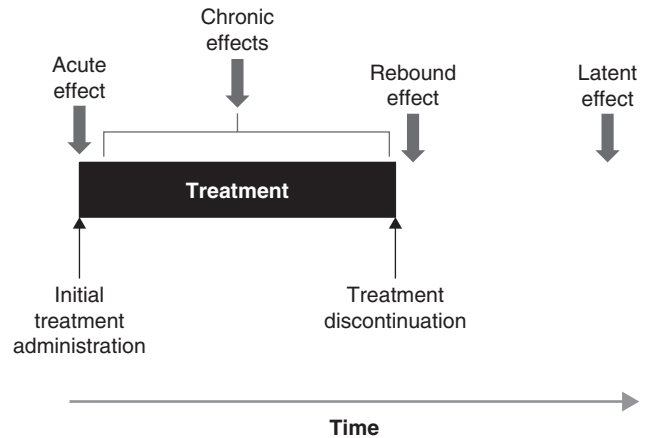 Chronic
effects
Acute
effect
Rebound
effect
Latent
effect
Treatment
Initial
treatment
administration
Treatment
discontinuation
Time